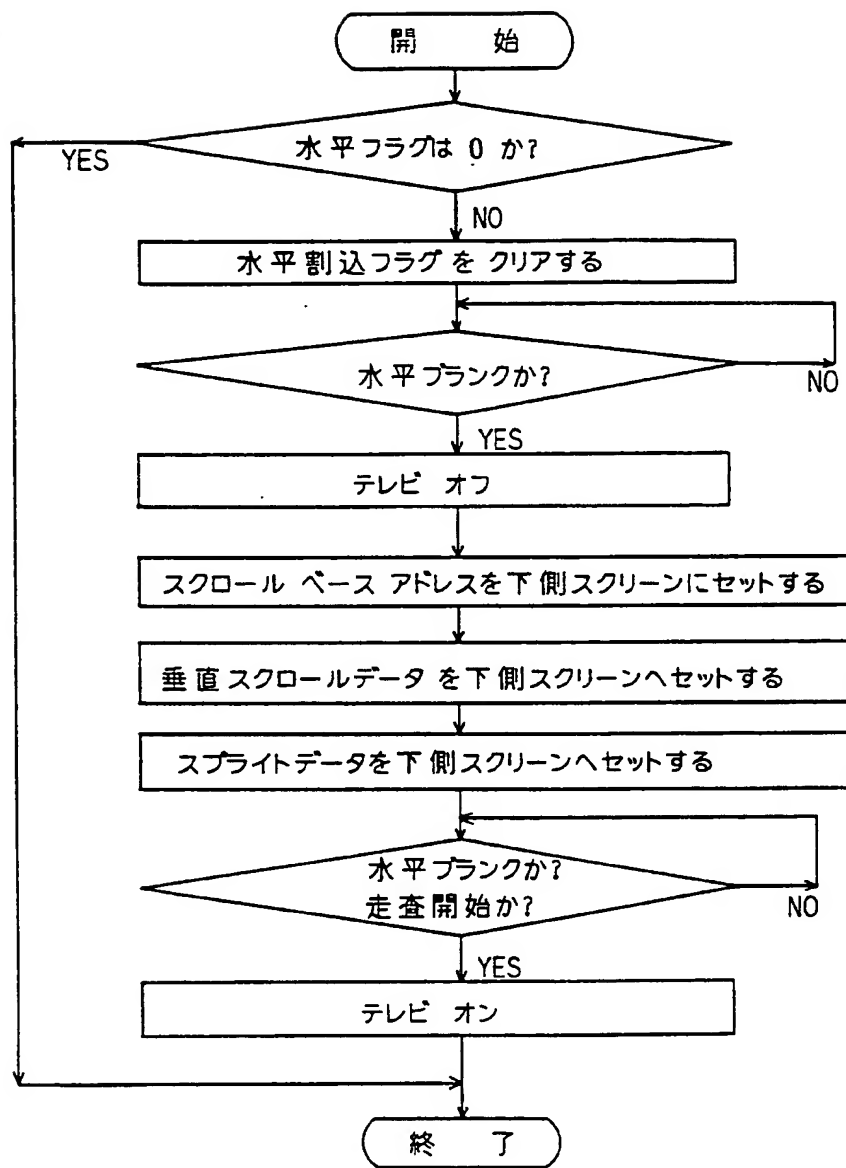 開始
水平フラグは 0 か?
YES
NO
水平割込フラグを クリアする
水平ブランクか?
NO
YES
テレビ オフ
スクロール ベース アドレスを下側スクリーンにセットする
垂直スクロールデータを下側スクリーンへセットする
スプライトデータを下側スクリーンへセットする
水平ブランクか?
走査開始か?
NO
YES
テレビ オン
終了